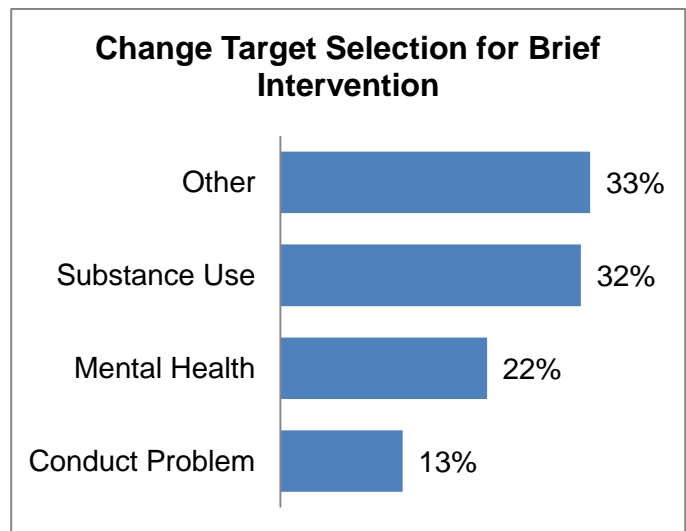 Change Target Selection for Brief
Intervention
Other 33%
Substance Use 32%
Mental Health 22%
Conduct Problem 13%